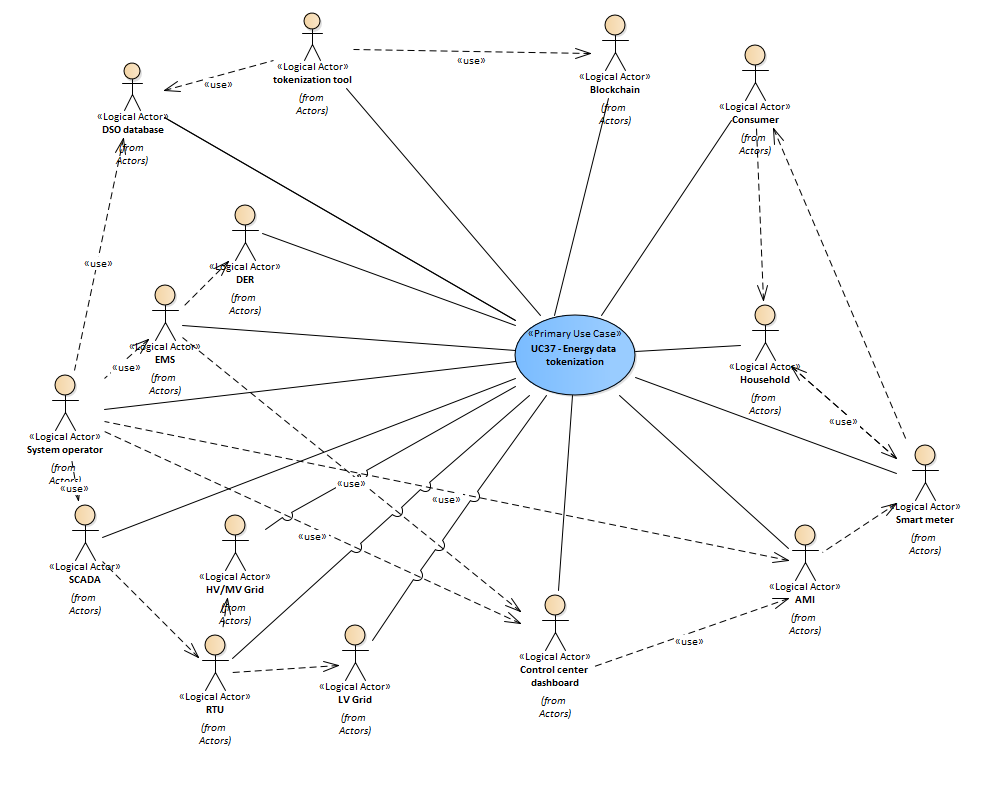 «Logical Actor»
tokenization tool
(from
Actors)
«use»
«use»
«Logical Actor»
Blockchain
(from
Actors)
«Logical Actor»
Consumer
(from
Actors)
«Logical Actor»
DSO database
(from
Actors)
«use»
«Logical Actor»
DER
(from
Actors)
«Logical Actor»
EMS
(from
Actors)
«use»
«Primary Use Case»
UC37 - Energy data
tokenization
«Logical Actor»
Household
(from
Actors)
«use»
«Logical Actor»
System operator
(from
Actors)
«use»
«use»
«use»
«use»
«Logical Actor»
Smart meter
(from
Actors)
«Logical Actor»
SCADA
(from
Actors)
«Logical Actor»
HV/MV Grid
(from
Actors)
«Logical Actor»
AMI
(from
Actors)
«use»
«Logical Actor»
RTU
(from
Actors)
«Logical Actor»
LV Grid
(from
Actors)
«Logical Actor»
Control center
dashboard
(from
Actors)